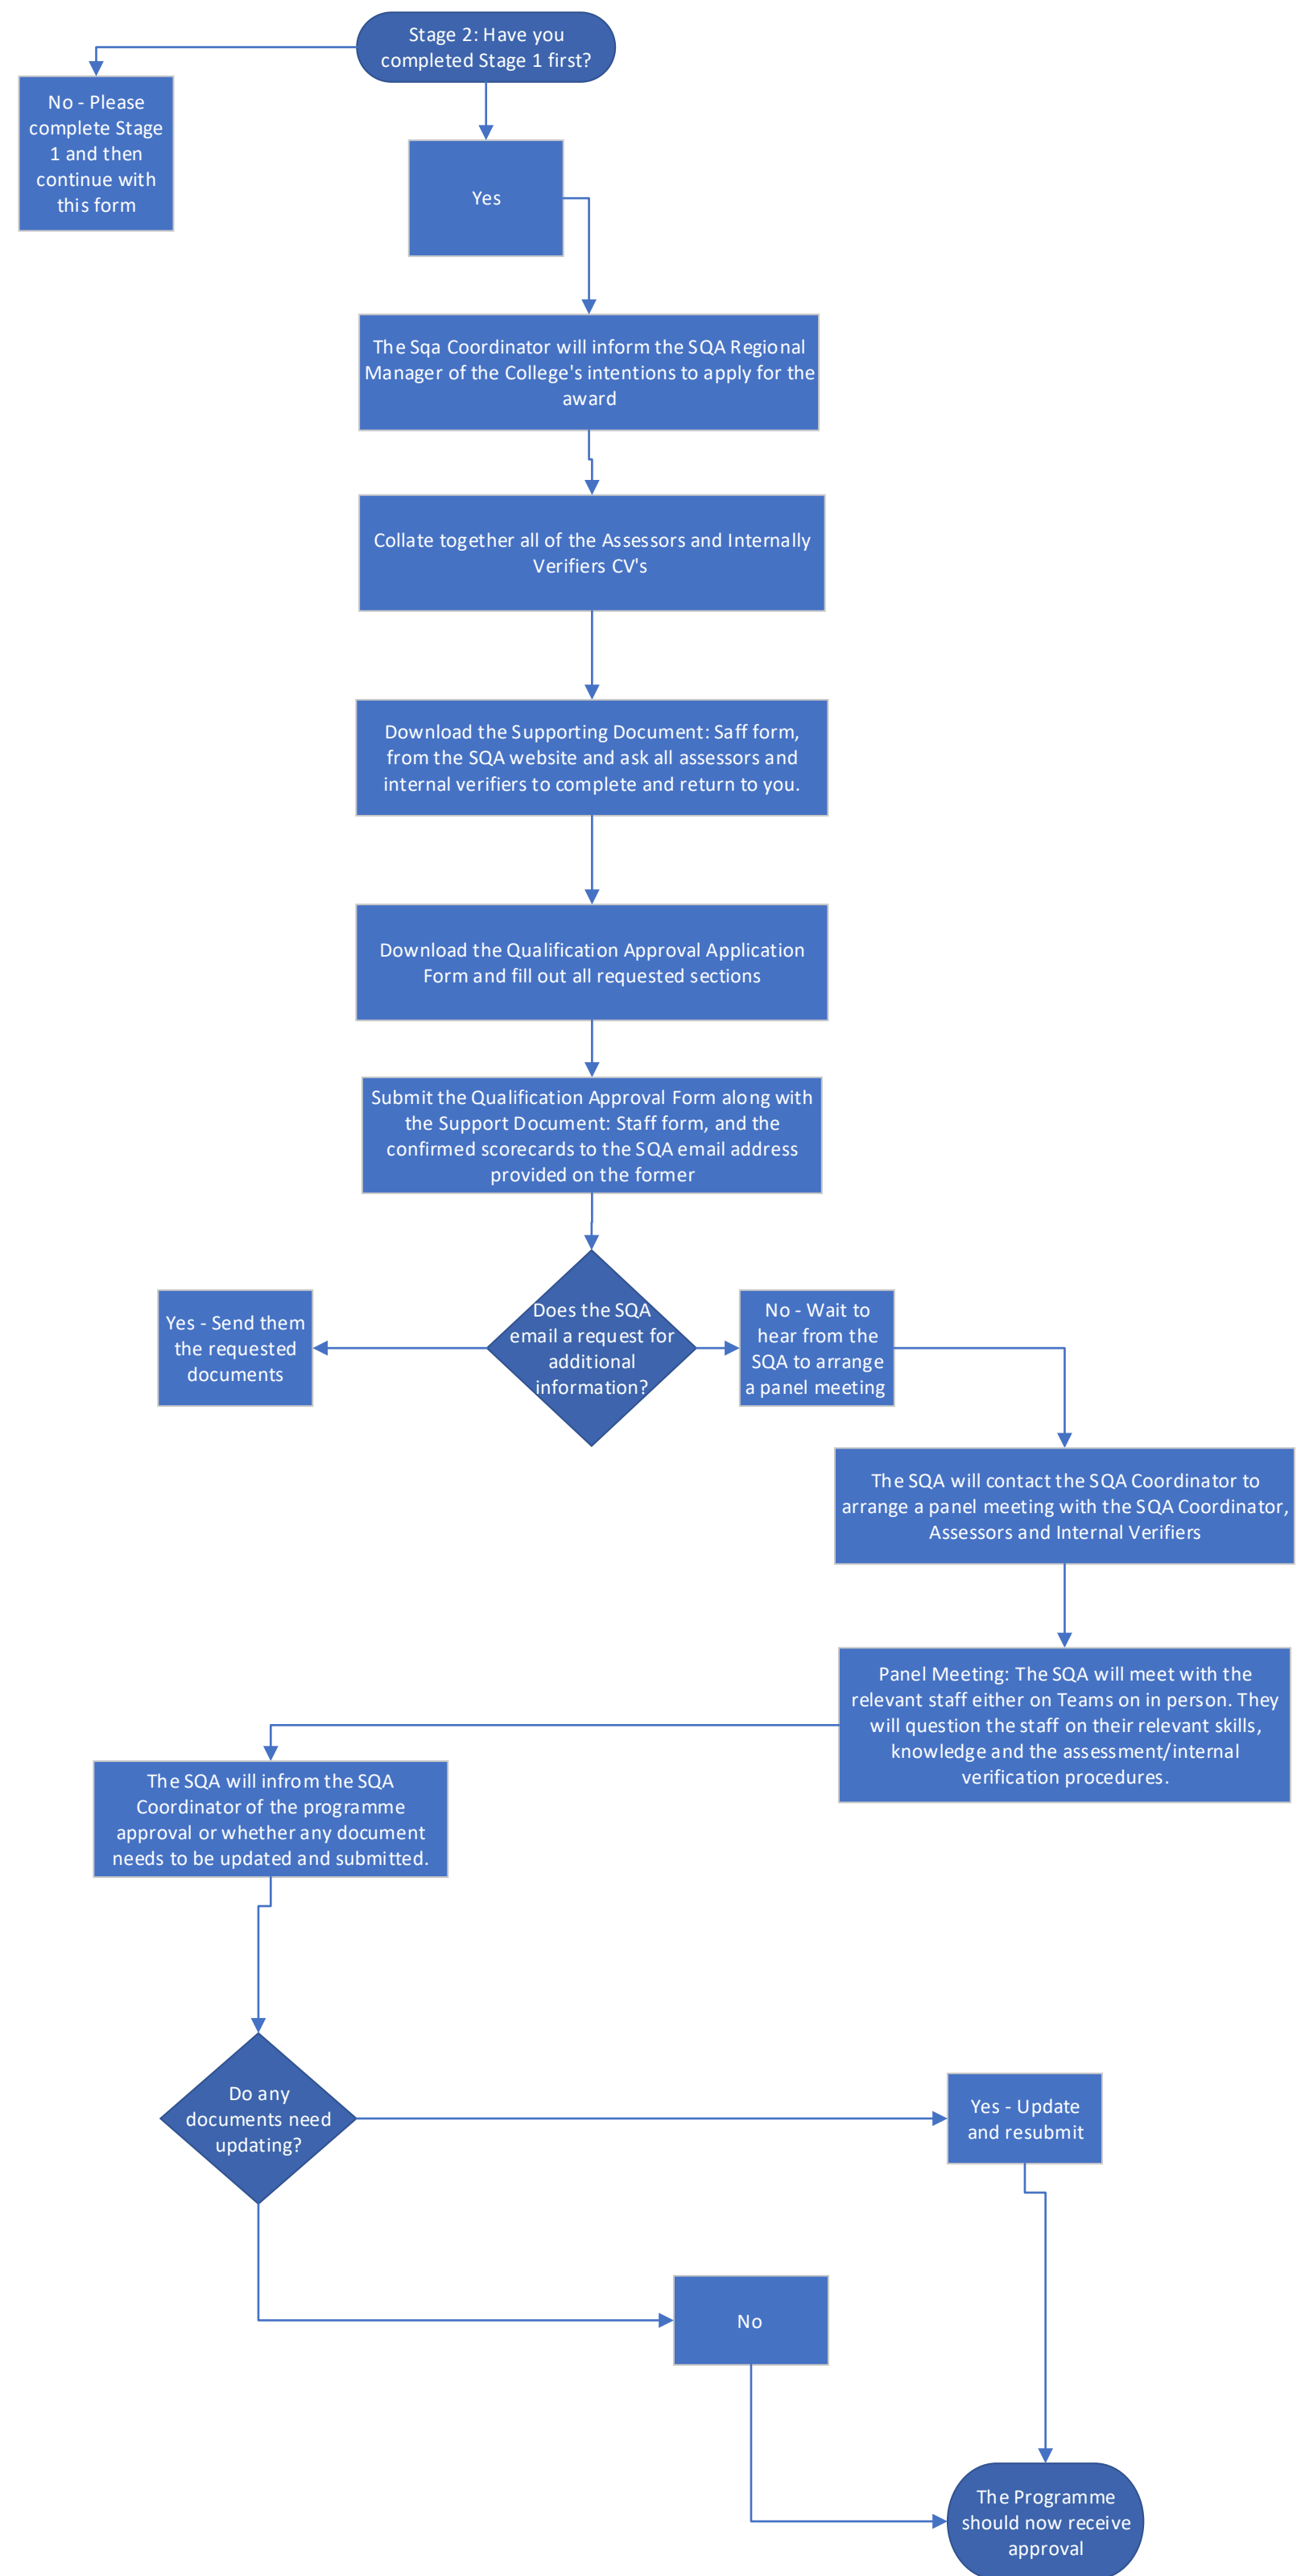 Stage 2: Have you
completed Stage 1 first?
No - Please
complete Stage
1 and then
continue with
this form
Yes
The Sqa Coordinator will inform the SQA Regional
Manager of the College's intentions to apply for the
award
Collate together all of the Assessors and Internally
Verifiers CV's
Download the Supporting Document: Saff form,
from the SQA website and ask all assessors and
internal verifiers to complete and return to you.
Download the Qualification Approval Application
Form and fill out all requested sections
Submit the Qualification Approval Form along with
the Support Document: Staff form, and the
confirmed scorecards to the SQA email address
provided on the former
Does the SQA
email a request for
additional
information?
Yes - Send them
the requested
documents
No - Wait to
hear from the
SQA to arrange
a panel meeting
The SQA will contact the SQA Coordinator to
arrange a panel meeting with the SQA Coordinator,
Assessors and Internal Verifiers
Panel Meeting: The SQA will meet with the
relevant staff either on Teams on in person. They
will question the staff on their relevant skills,
knowledge and the assessment/internal
verification procedures.
The SQA will infrom the SQA
Coordinator of the programme
approval or whether any document
needs to be updated and submitted.
Do any
documents need
updating?
Yes - Update
and resubmit
No
The Programme
should now receive
approval